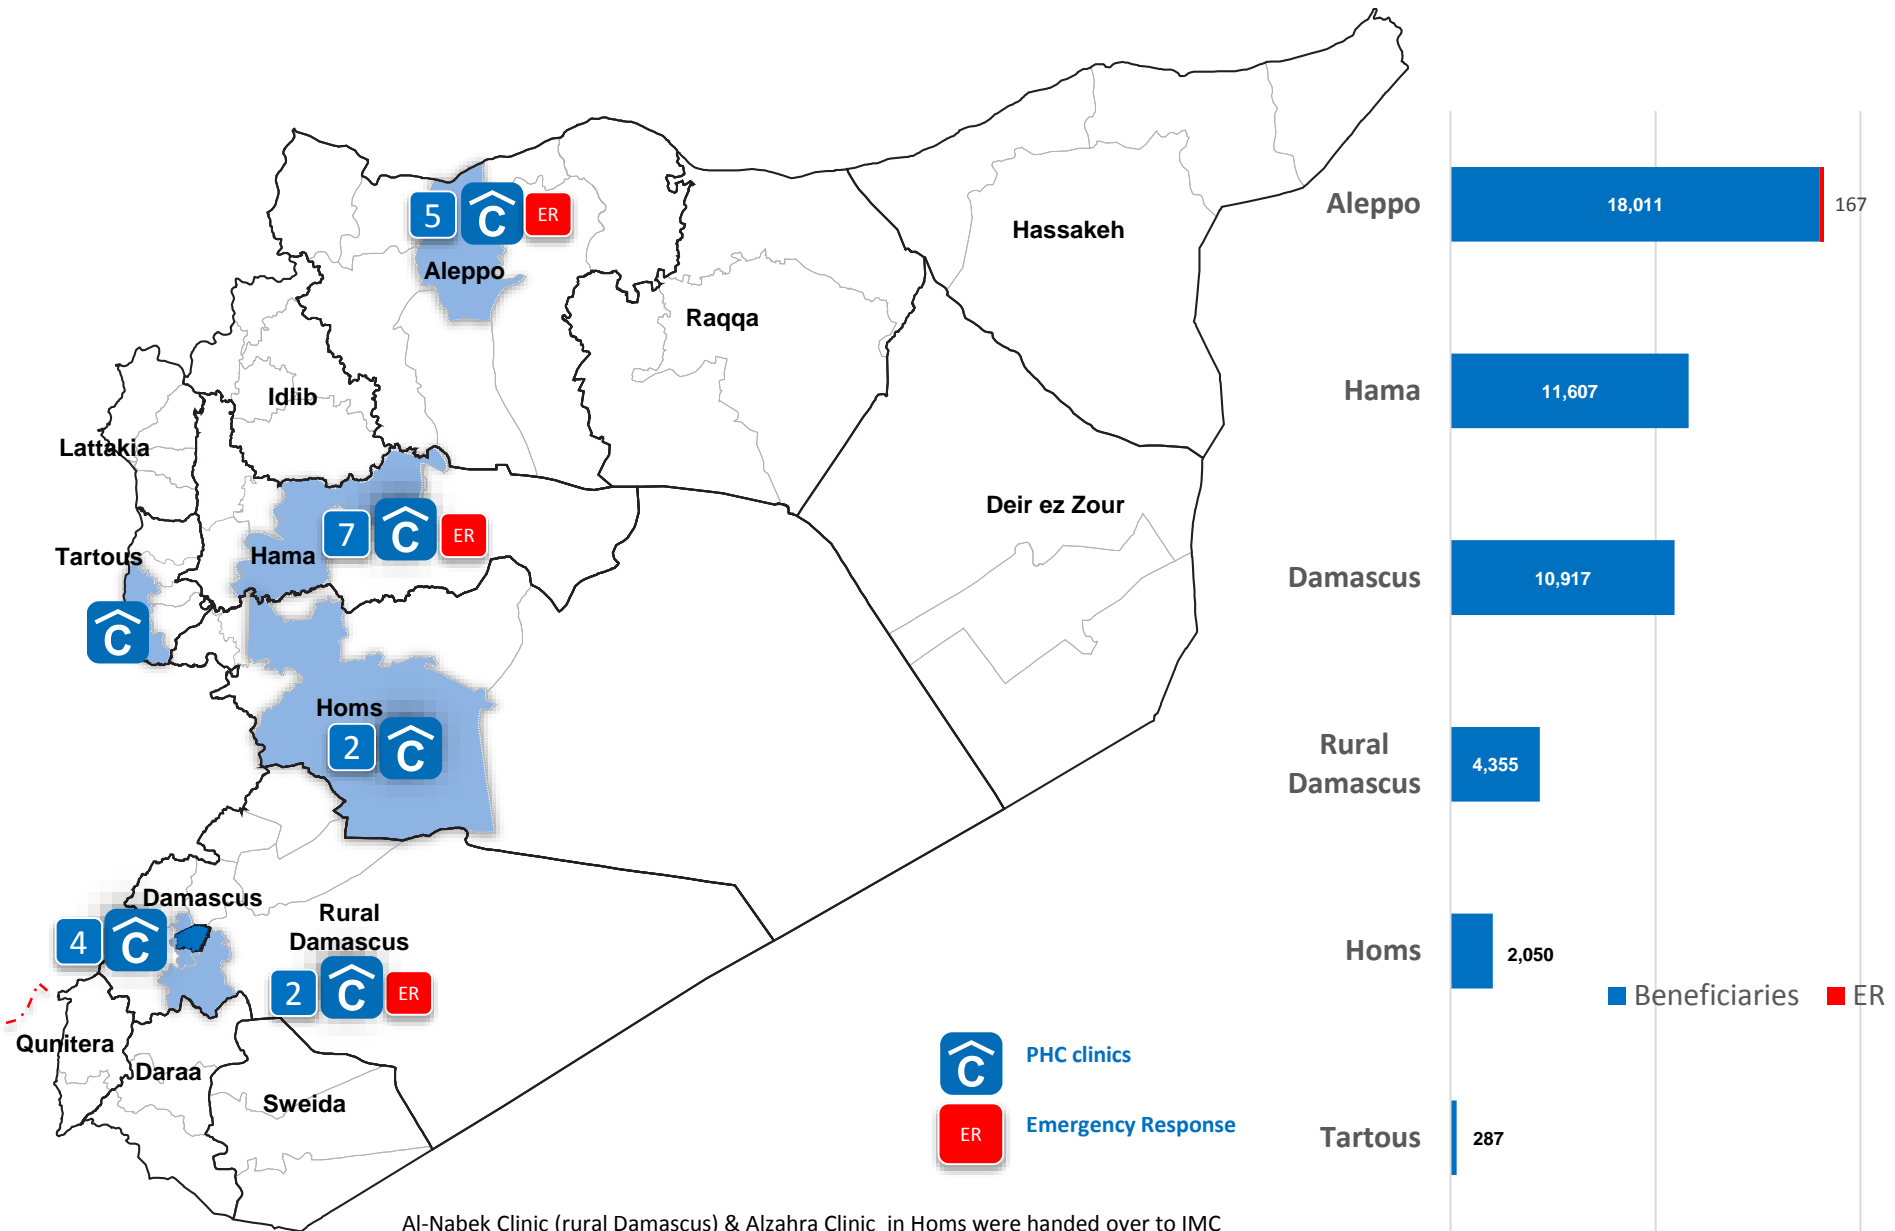 5
C
ER
Aleppo
Hassakeh
Raqqa
Idlib
Lattakia
Deir ez Zour
7
C
ER
Hama
Tartous
C
Homs
2
C
Damascus
4
C
Rural
Damascus
2
C
ER
Qunitera
Daraa
Sweida
C
PHC clinics
ER
Emergency Response
Al-Nabek Clinic (rural Damascus) & Alzahra Clinic in Homs were handed over to IMC
Aleppo
18,011
167
Hama
11,607
Damascus
10,917
Rural
Damascus
4,355
Homs
2,050
Beneficiaries
ER
Tartous
287